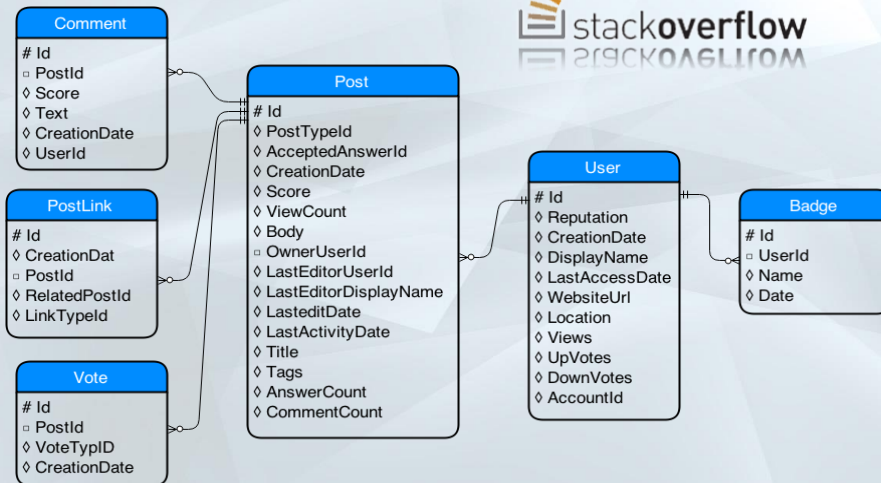 stackoverflow
Comment
# Id
▫ PostId
◊ Score
◊ Text
◊ CreationDate
◊ UserId
PostLink
# Id
◊ CreationDat
▫ PostId
◊ RelatedPostId
◊ LinkTypeId
Vote
# Id
▫ PostId
◊ VoteTypID
◊ CreationDate
Post
# Id
◊ PostTypeId
◊ AcceptedAnswerId
◊ CreationDate
◊ Score
◊ ViewCount
◊ Body
▫ OwnerUserId
◊ LastEditorUserId
◊ LastEditorDisplayName
◊ LasteditDate
◊ LastActivityDate
◊ Title
◊ Tags
◊ AnswerCount
◊ CommentCount
User
# Id
◊ Reputation
◊ CreationDate
◊ DisplayName
◊ LastAccessDate
◊ WebsiteUrl
◊ Location
◊ Views
◊ UpVotes
◊ DownVotes
◊ AccountId
Badge
# Id
▫ UserId
◊ Name
◊ Date